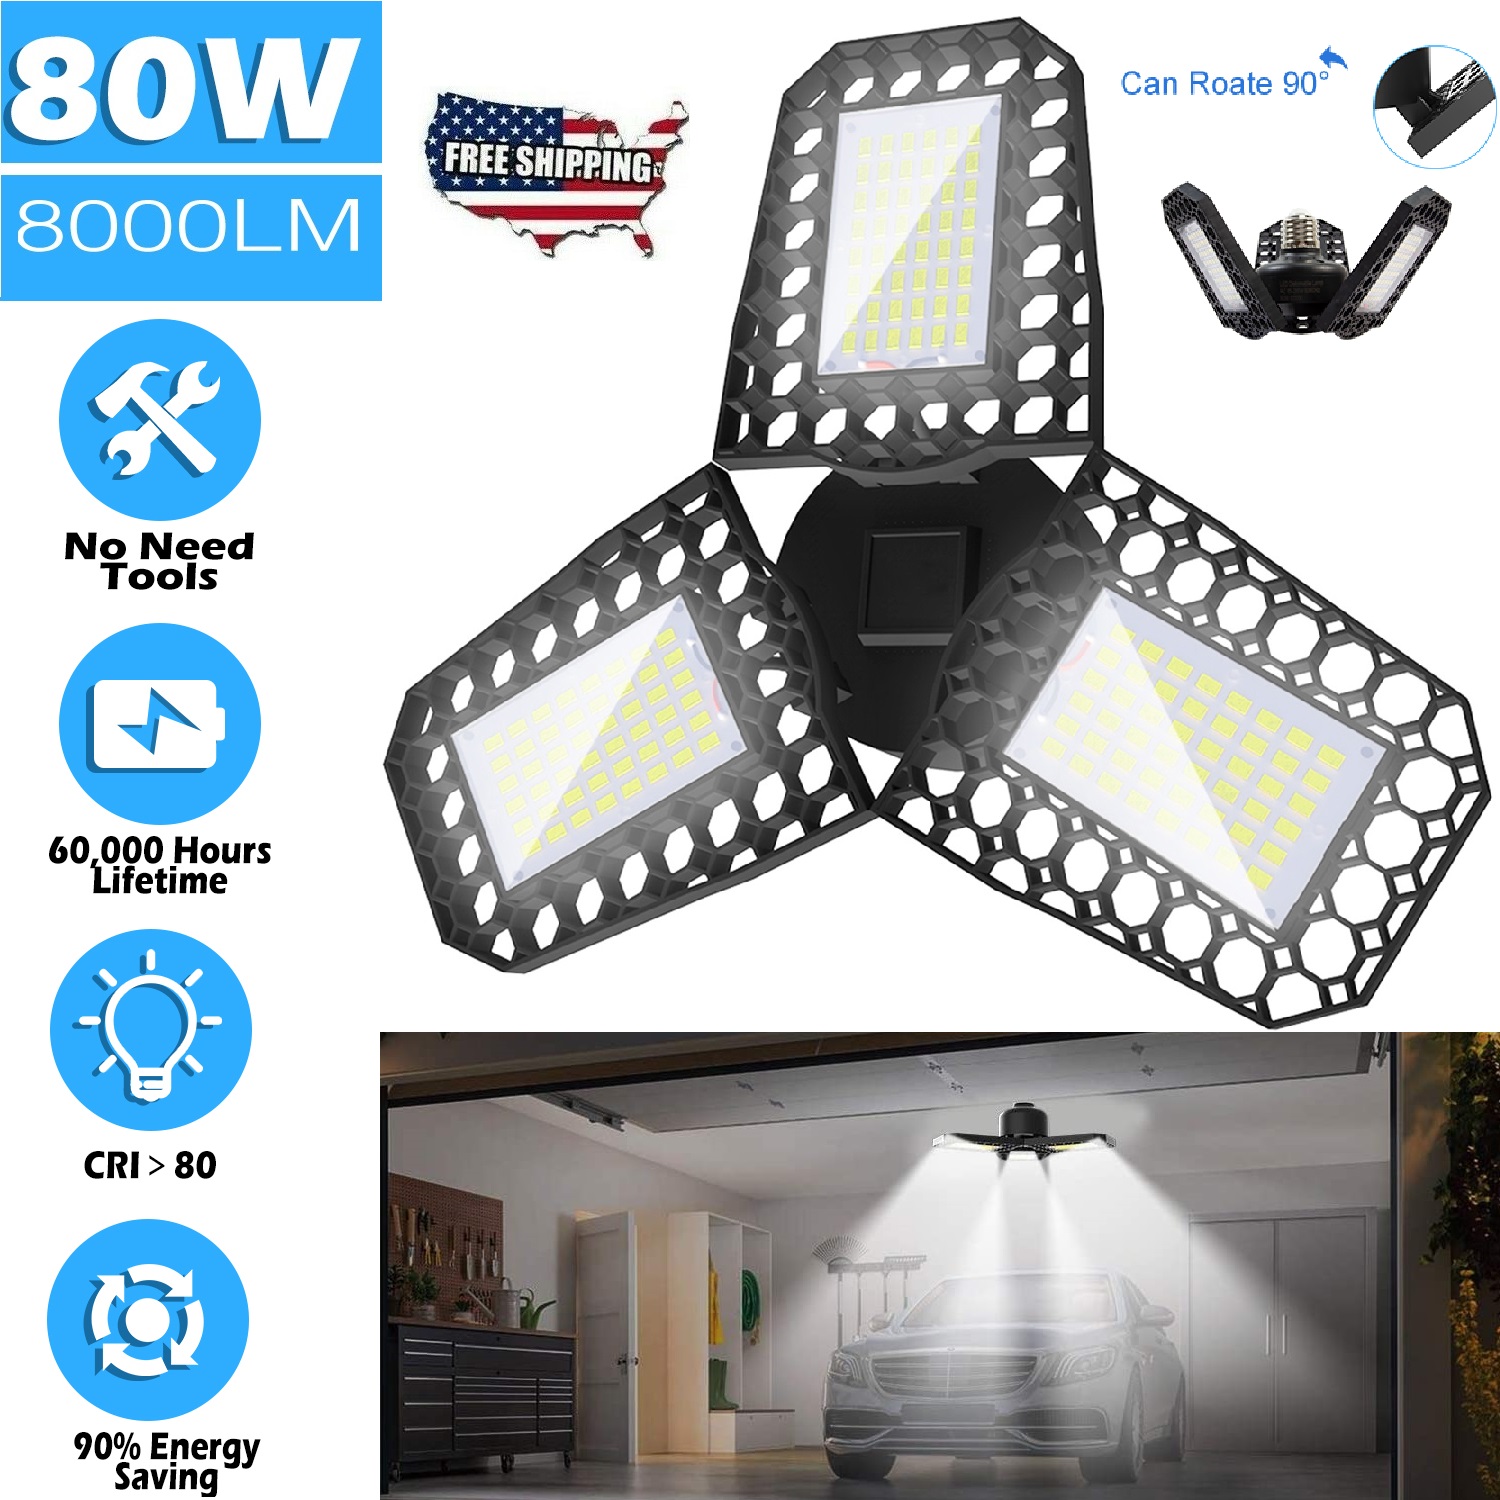 80W
8000LM
FREE SHIPPING
Can Roate 90°
No Need
Tools
60,000 Hours
Lifetime
CRI > 80
90% Energy
Saving